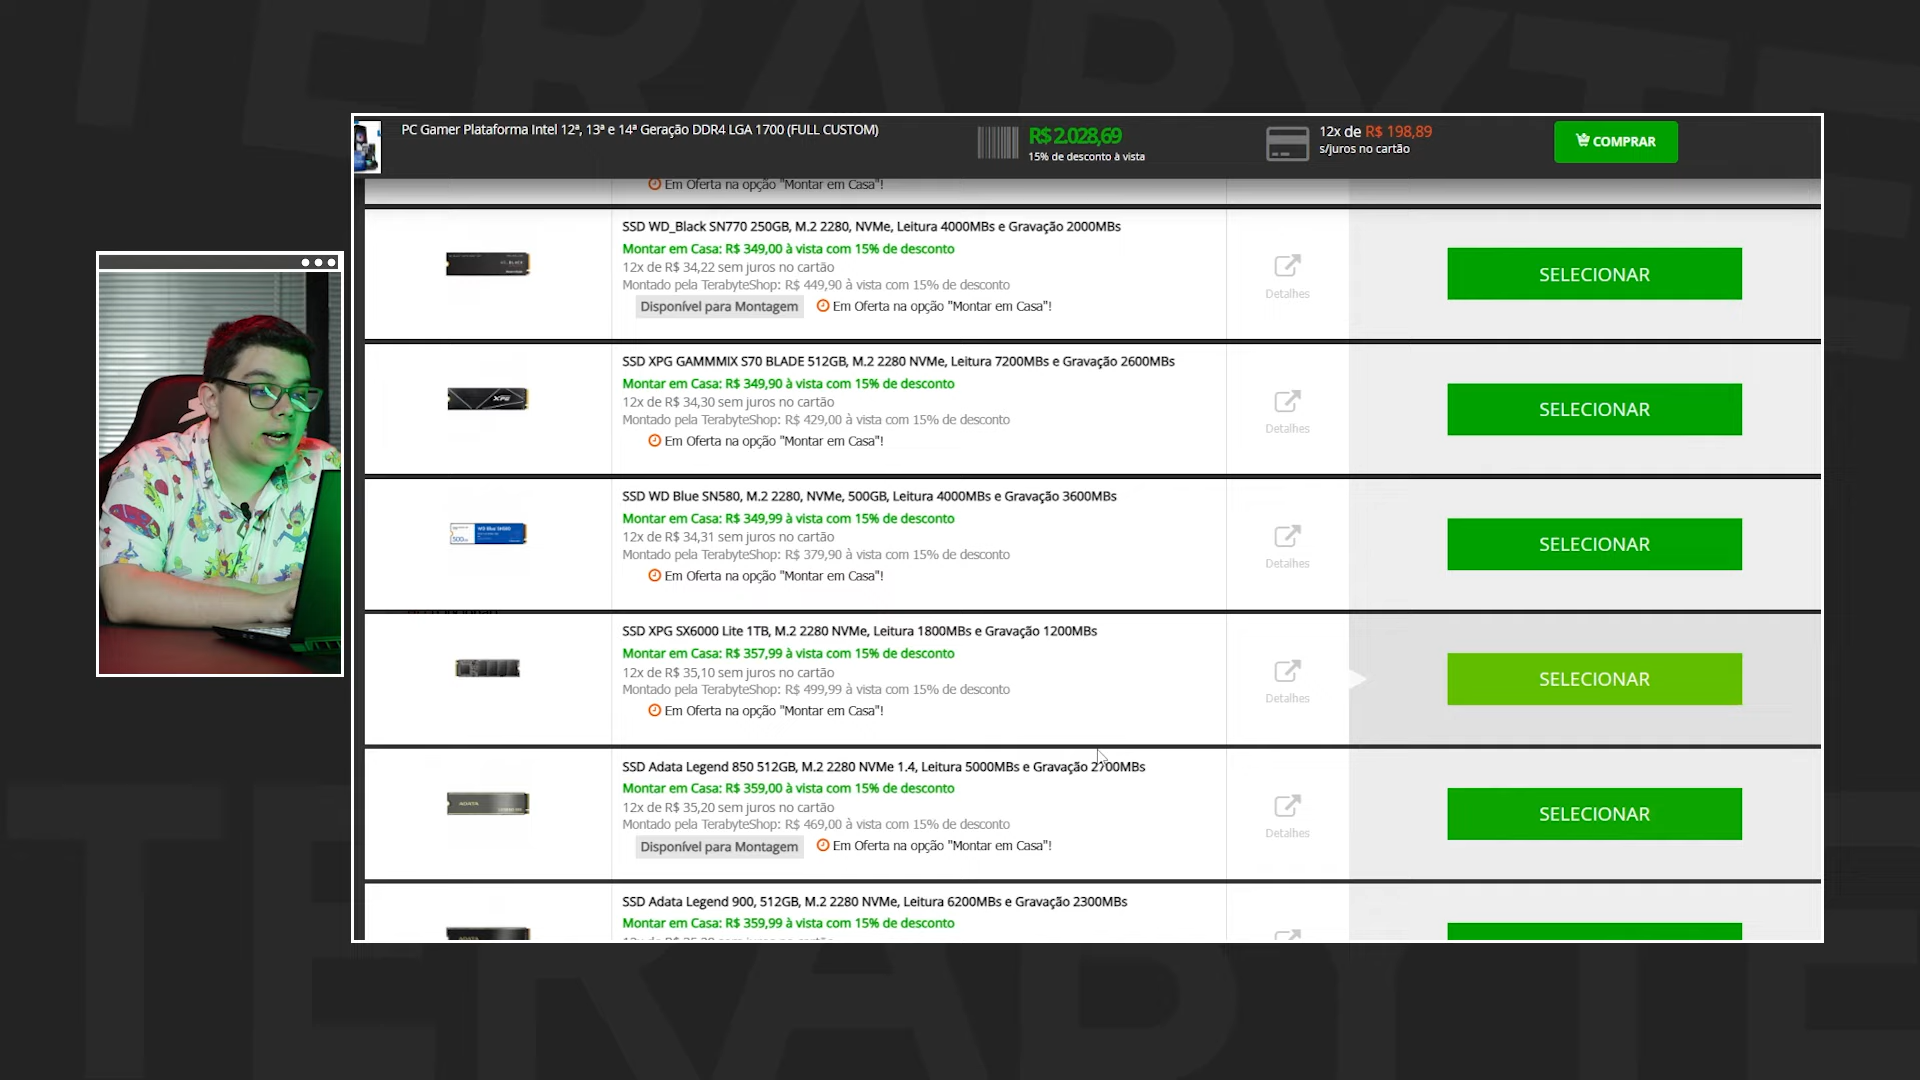 PC Gamer Plataforma Intel 12ª, 13ª e 14ª Geração DDR4 LGA 1700 (FULL CUSTOM)
R$ 2.028,69
15% de desconto à vista
12x de R$ 198,89
s/juros no cartão
COMPRAR
Em Oferta na opção "Montar em Casa"!
SSD WD_Black SN770 250GB, M.2 2280, NVMe, Leitura 4000MBs e Gravação 2000MBs
Montar em Casa: R$ 349,00 à vista com 15% de desconto
12x de R$ 34,22 sem juros no cartão
Montado pela TerabyteShop: R$ 449,90 à vista com 15% de desconto
Disponível para Montagem
Em Oferta na opção "Montar em Casa"!
Detalhes
SELECIONAR
SSD XPG GAMMMIX S70 BLADE 512GB, M.2 2280 NVMe, Leitura 7200MBs e Gravação 2600MBs
Montar em Casa: R$ 349,90 à vista com 15% de desconto
12x de R$ 34,30 sem juros no cartão
Montado pela TerabyteShop: R$ 429,00 à vista com 15% de desconto
Em Oferta na opção "Montar em Casa"!
XPG
Detalhes
SELECIONAR
SSD WD Blue SN580, M.2 2280, NVMe, 500GB, Leitura 4000MBs e Gravação 3600MBs
Montar em Casa: R$ 349,99 à vista com 15% de desconto
12x de R$ 34,31 sem juros no cartão
Montado pela TerabyteShop: R$ 379,90 à vista com 15% de desconto
Em Oferta na opção "Montar em Casa"!
Detalhes
SELECIONAR
SSD XPG SX6000 Lite 1TB, M.2 2280 NVMe, Leitura 1800MBs e Gravação 1200MBs
Montar em Casa: R$ 357,99 à vista com 15% de desconto
12x de R$ 35,10 sem juros no cartão
Montado pela TerabyteShop: R$ 499,99 à vista com 15% de desconto
Em Oferta na opção "Montar em Casa"!
Detalhes
SELECIONAR
SSD Adata Legend 850 512GB, M.2 2280 NVMe 1.4, Leitura 5000MBs e Gravação 2700MBs
Montar em Casa: R$ 359,00 à vista com 15% de desconto
12x de R$ 35,20 sem juros no cartão
Montado pela TerabyteShop: R$ 469,00 à vista com 15% de desconto
Disponível para Montagem
Em Oferta na opção "Montar em Casa"!
ADATA
Detalhes
SELECIONAR
SSD Adata Legend 900, 512GB, M.2 2280 NVMe, Leitura 6200MBs e Gravação 2300MBs
Montar em Casa: R$ 359,99 à vista com 15% de desconto